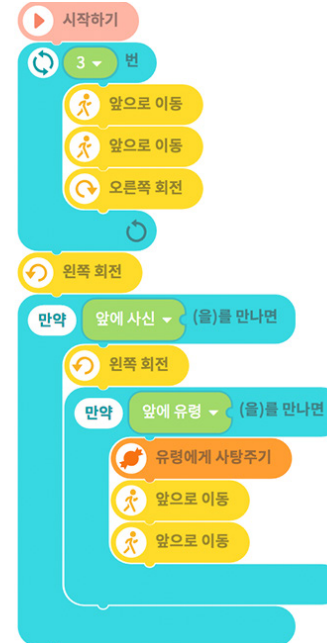 시작하기
3 번
앞으로 이동
앞으로 이동
오른쪽 회전
왼쪽 회전
만약 앞에 사신 (을)를 만나면
왼쪽 회전
만약 앞에 유령 (을)를 만나면
유령에게 사탕주기
앞으로 이동
앞으로 이동